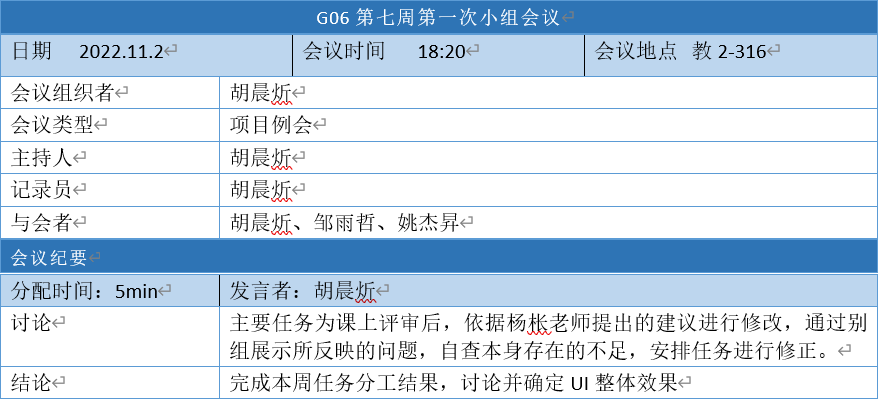 G06 第七周第一次小组会议
日期 2022.11.2 会议时间 18:20 会议地点 教 2-316
会议组织者 胡晨炘
会议类型 项目例会
主持人 胡晨炘
记录员 胡晨炘
与会者 胡晨炘、邹雨哲、姚杰昇
会议纪要
分配时间：5min 发言者：胡晨炘
讨论 主要任务为课上评审后，依据杨枨老师提出的建议进行修改，通过别
组展示所反映的问题，自查本身存在的不足，安排任务进行修正。
结论 完成本周任务分工结果，讨论并确定 UI 整体效果